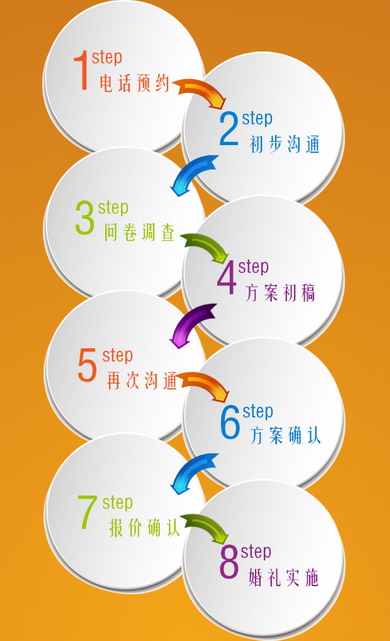 1 step
电话预约
2 step
初步沟通
3 step
问卷调查
4 step
方案初稿
5 step
再次沟通
6 step
方案确认
7 step
报价确认
8 step
婚礼实施